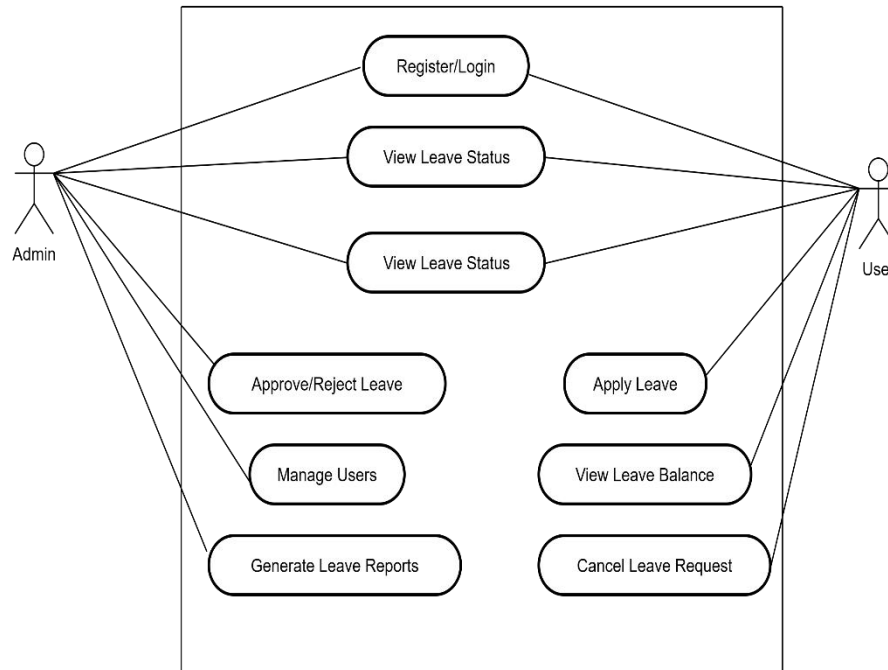 Register/Login
View Leave Status
Admin
View Leave Status
Use
Approve/Reject Leave
Apply Leave
Manage Users
View Leave Balance
Generate Leave Reports
Cancel Leave Request